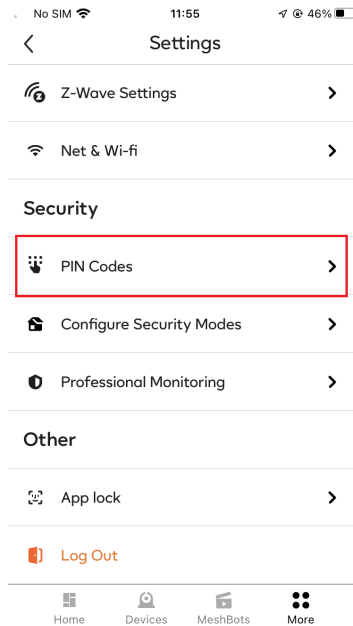 No SIM 11:55 46%
Settings
Z-Wave Settings
Net & Wi-fi
Security
PIN Codes
Configure Security Modes
Professional Monitoring
Other
App lock
Log Out
Home Devices MeshBots More